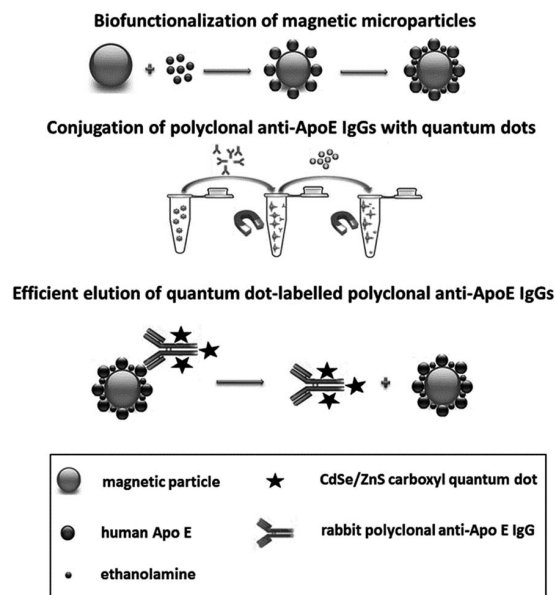 Biofunctionalization of magnetic microparticles
Conjugation of polyclonal anti-ApoE IgGs with quantum dots
Efficient elution of quantum dot-labelled polyclonal anti-ApoE IgGs
magnetic particle
CdSe/ZnS carboxyl quantum dot
human Apo E
rabbit polyclonal anti-Apo E IgG
ethanolamine